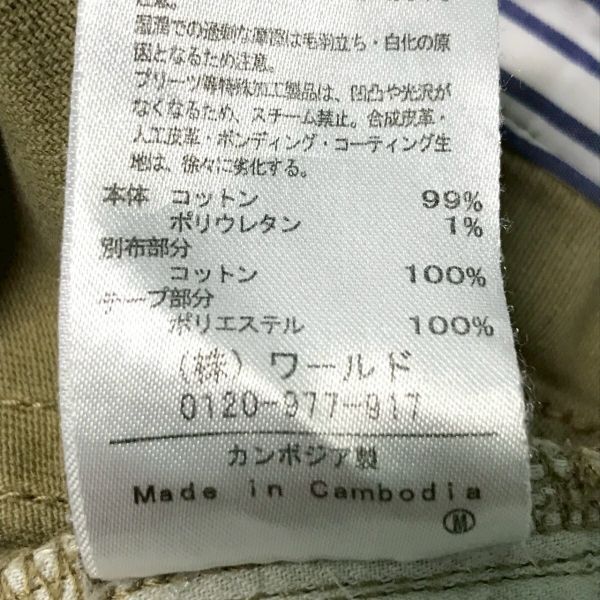 注意。
湿潤での過剰な摩擦は毛羽立ち・白化の原
因となるため注意。
プリーツ等特殊加工製品は、凹凸や光沢が
なくなるため、スチーム禁止。合成皮革・
人工皮革・ボンディング・コーティング生
地は、徐々に劣化する。
本体 コットン 99%
ポリウレタン 1%
別布部分
コットン 100%
テープ部分
ポリエステル 100%
(株) ワールド
0120-977-917
カンボジア製
Made in Cambodia
M